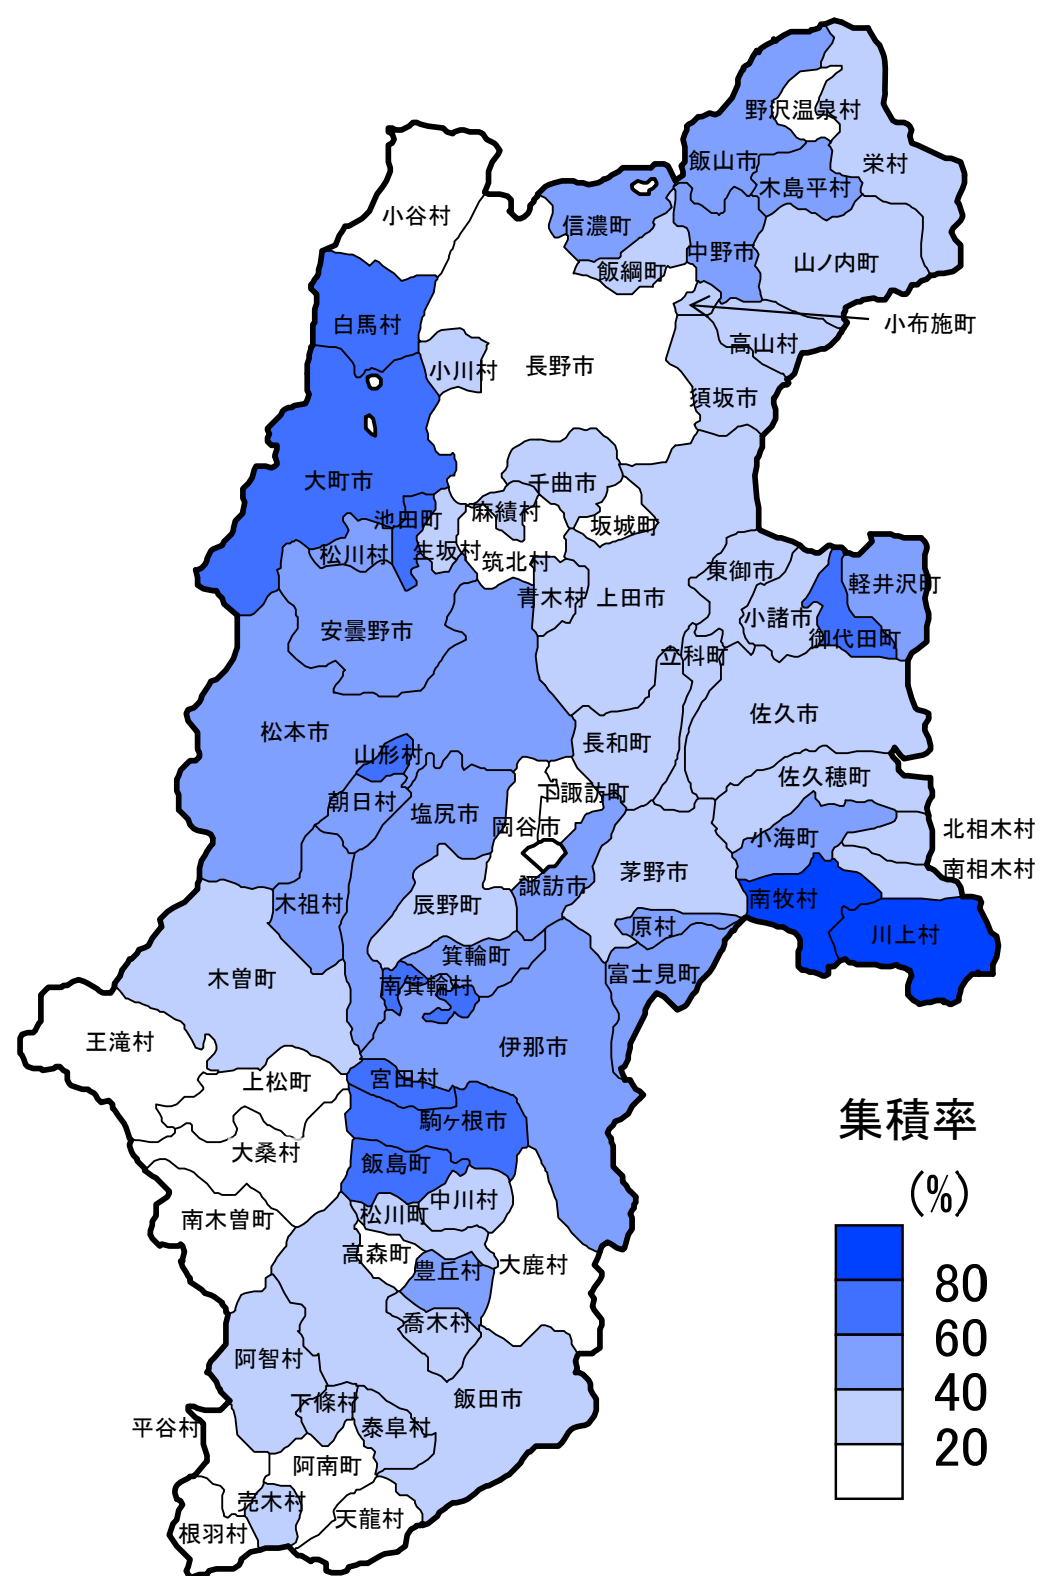 野沢温泉村
飯山市
栄村
木島平村
小谷村
信濃町
中野市
山ノ内町
飯綱町
白馬村
小布施町
高山村
小川村
長野市
須坂市
大町市
千曲市
池田町
麻績村
坂城町
松川村
生坂村
筑北村
東御市
軽井沢町
青木村
上田市
小諸市
安曇野市
御代田町
立科町
佐久市
松本市
長和町
山形村
佐久穂町
朝日村
下諏訪町
塩尻市
岡谷市
小海町
北相木村
茅野市
南相木村
諏訪市
南牧村
木祖村
辰野町
原村
川上村
箕輪町
木曽町
南箕輪村
富士見町
王滝村
伊那市
上松町
宮田村
駒ヶ根市
大桑村
飯島町
南木曽町
松川町
中川村
高森町
豊丘村
大鹿村
喬木村
阿智村
下條村
飯田市
平谷村
泰阜村
阿南町
売木村
根羽村
天龍村
集積率
(%)
80
60
40
20